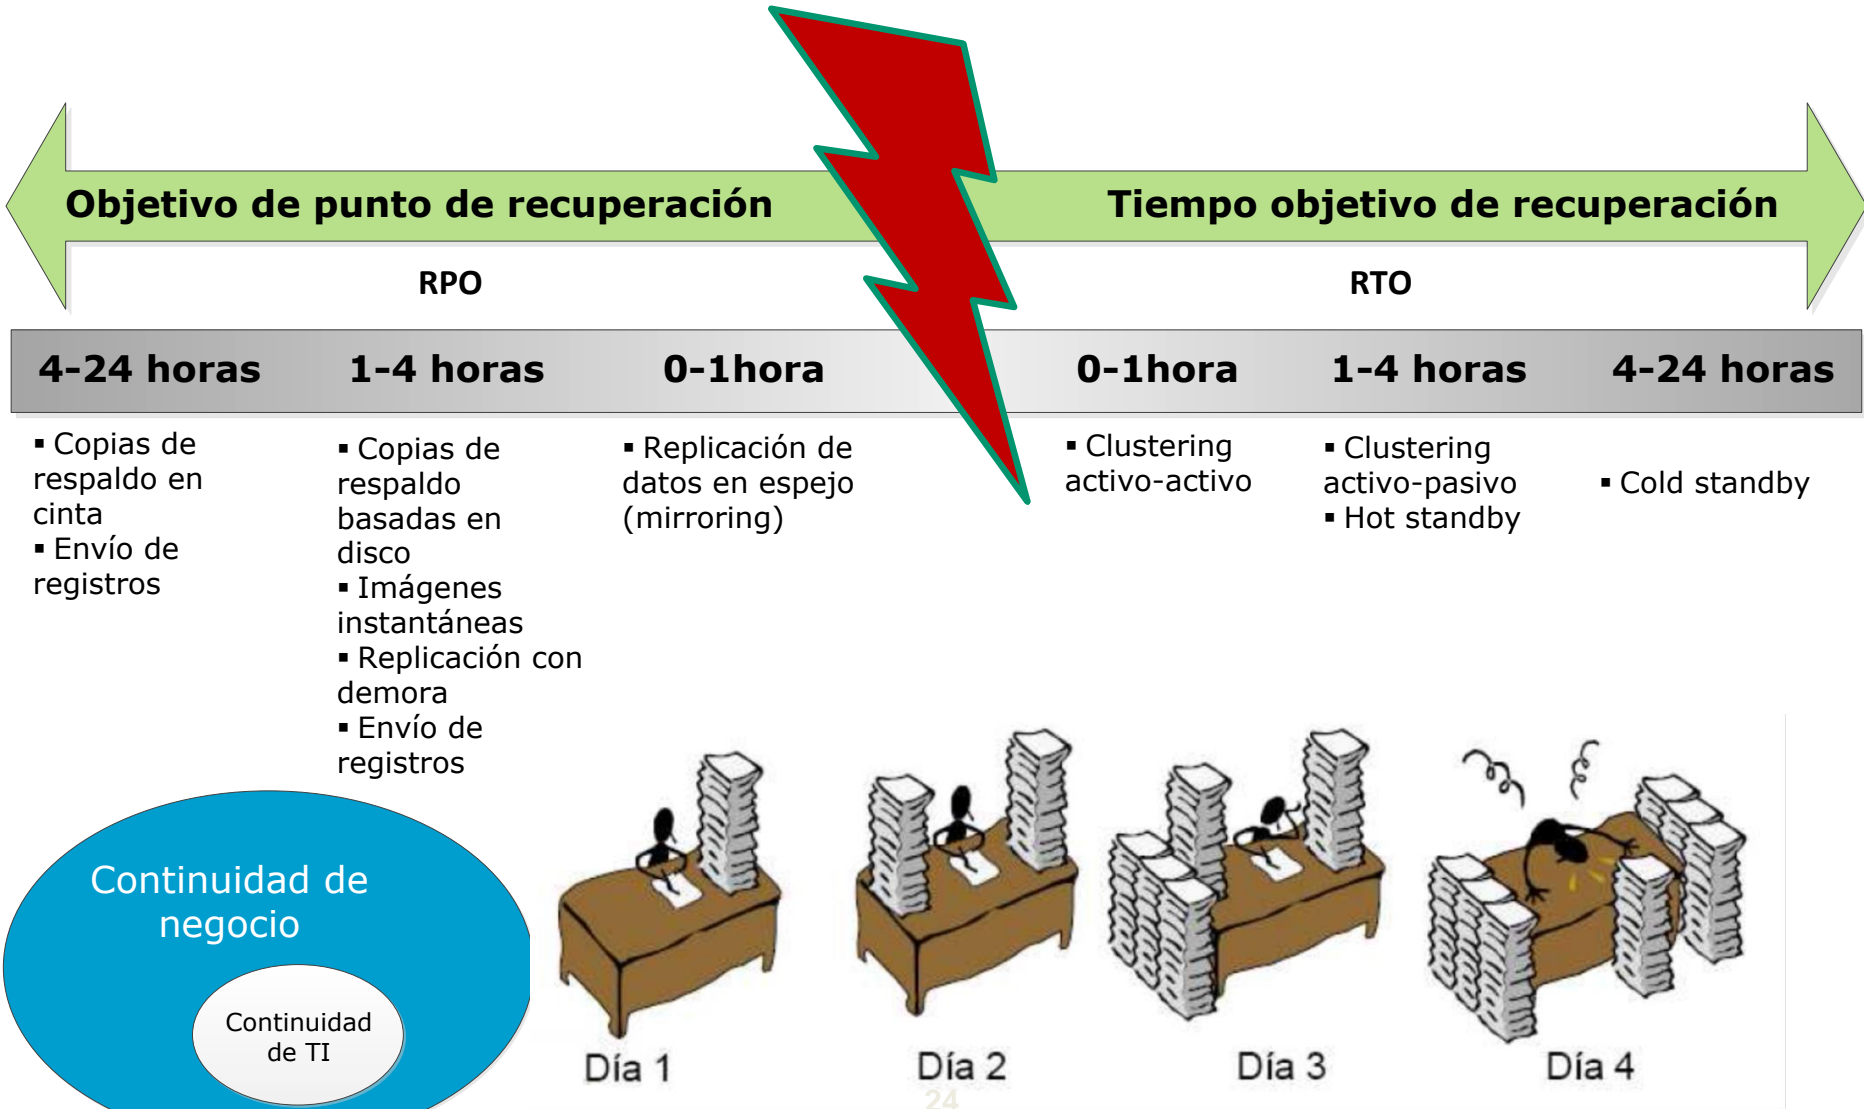 Objetivo de punto de recuperación
Tiempo objetivo de recuperación
RPO
RTO
4-24 horas
1-4 horas
0-1hora
0-1hora
1-4 horas
4-24 horas
▪ Copias de
respaldo en
cinta
▪ Envío de
registros
▪ Copias de
respaldo
basadas en
disco
▪ Imágenes
instantáneas
▪ Replicación con
demora
▪ Envío de
registros
▪ Replicación de
datos en espejo
(mirroring)
▪ Clustering
activo-activo
▪ Clustering
activo-pasivo
▪ Hot standby
▪ Cold standby
Continuidad de
negocio
Continuidad
de TI
Día 1
Día 2
Día 3
Día 4
24